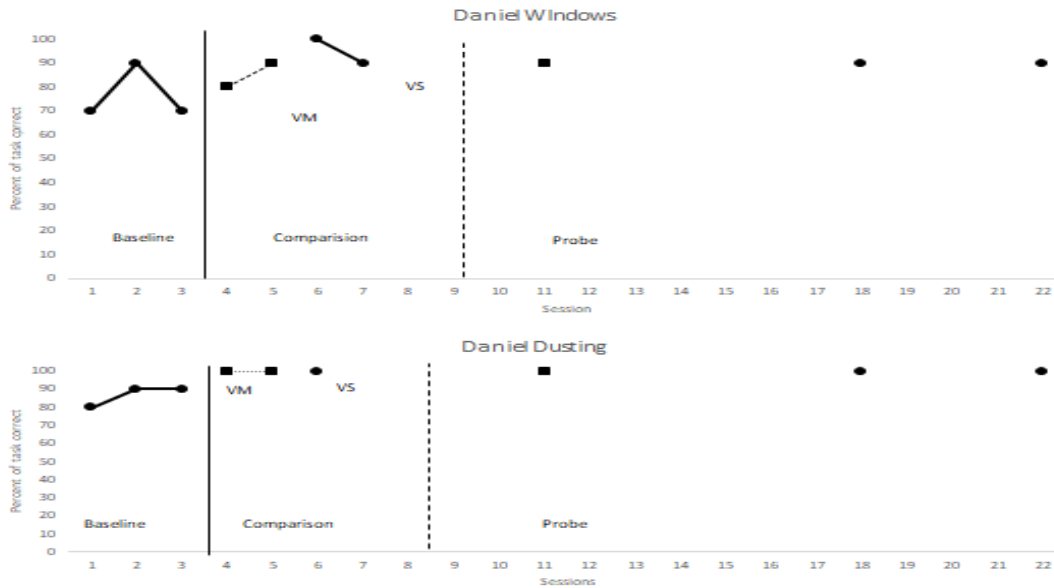 Daniel WIndows
100
90
80
70
60
50
40
30
20
10
0
Percent of task correct
VM
VS
Baseline
Comparision
Probe
1 2 3 4 5 6 7 8 9 10 11 12 13 14 15 16 17 18 19 20 21 22
Session
Daniel Dusting
100
90
80
70
60
50
40
30
20
10
0
Percent of task correct
VM
VS
Baseline
Comparison
Probe
1 2 3 4 5 6 7 8 9 10 11 12 13 14 15 16 17 18 19 20 21 22
Sessions